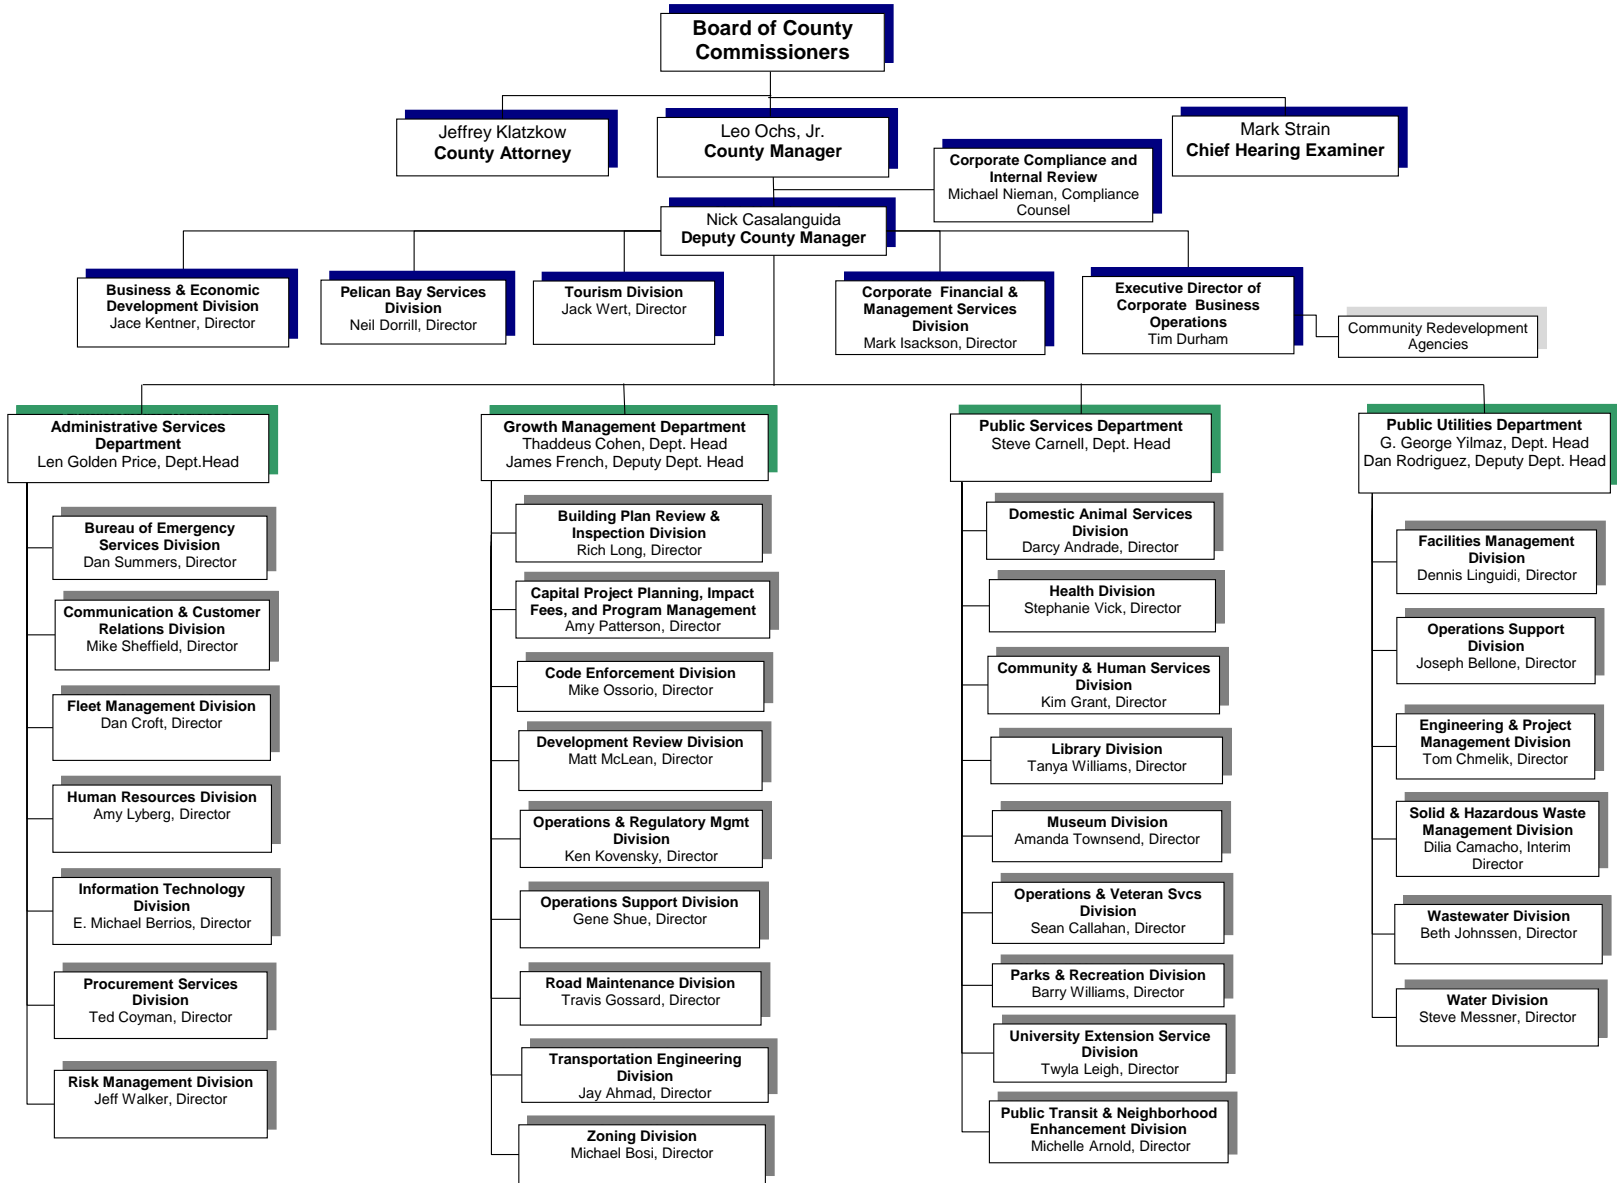 Board of County
Commissioners
Jeffrey Klatzkow
County Attorney
Leo Ochs, Jr.
County Manager
Mark Strain
Chief Hearing Examiner
Corporate Compliance and
Internal Review
Michael Nieman, Compliance
Counsel
Nick Casalanguida
Deputy County Manager
Business & Economic
Development Division
Jace Kentner, Director
Pelican Bay Services
Division
Neil Dorrill, Director
Tourism Division
Jack Wert, Director
Corporate Financial &
Management Services
Division
Mark Isackson, Director
Executive Director of
Corporate Business
Operations
Tim Durham
Community Redevelopment
Agencies
Administrative Services
Department
Len Golden Price, Dept.Head
Bureau of Emergency
Services Division
Dan Summers, Director
Communication & Customer
Relations Division
Mike Sheffield, Director
Fleet Management Division
Dan Croft, Director
Human Resources Division
Amy Lyberg, Director
Information Technology
Division
E. Michael Berrios, Director
Procurement Services
Division
Ted Coyman, Director
Risk Management Division
Jeff Walker, Director
Growth Management Department
Thaddeus Cohen, Dept. Head
James French, Deputy Dept. Head
Building Plan Review &
Inspection Division
Rich Long, Director
Capital Project Planning, Impact
Fees, and Program Management
Amy Patterson, Director
Code Enforcement Division
Mike Ossorio, Director
Development Review Division
Matt McLean, Director
Operations & Regulatory Mgmt
Division
Ken Kovensky, Director
Operations Support Division
Gene Shue, Director
Road Maintenance Division
Travis Gossard, Director
Transportation Engineering
Division
Jay Ahmad, Director
Zoning Division
Michael Bosi, Director
Public Services Department
Steve Carnell, Dept. Head
Domestic Animal Services
Division
Darcy Andrade, Director
Health Division
Stephanie Vick, Director
Community & Human Services
Division
Kim Grant, Director
Library Division
Tanya Williams, Director
Museum Division
Amanda Townsend, Director
Operations & Veteran Svcs
Division
Sean Callahan, Director
Parks & Recreation Division
Barry Williams, Director
University Extension Service
Division
Twyla Leigh, Director
Public Transit & Neighborhood
Enhancement Division
Michelle Arnold, Director
Public Utilities Department
G. George Yilmaz, Dept. Head
Dan Rodriguez, Deputy Dept. Head
Facilities Management
Division
Dennis Linguidi, Director
Operations Support
Division
Joseph Bellone, Director
Engineering & Project
Management Division
Tom Chmelik, Director
Solid & Hazardous Waste
Management Division
Dilia Camacho, Interim
Director
Wastewater Division
Beth Johnssen, Director
Water Division
Steve Messner, Director